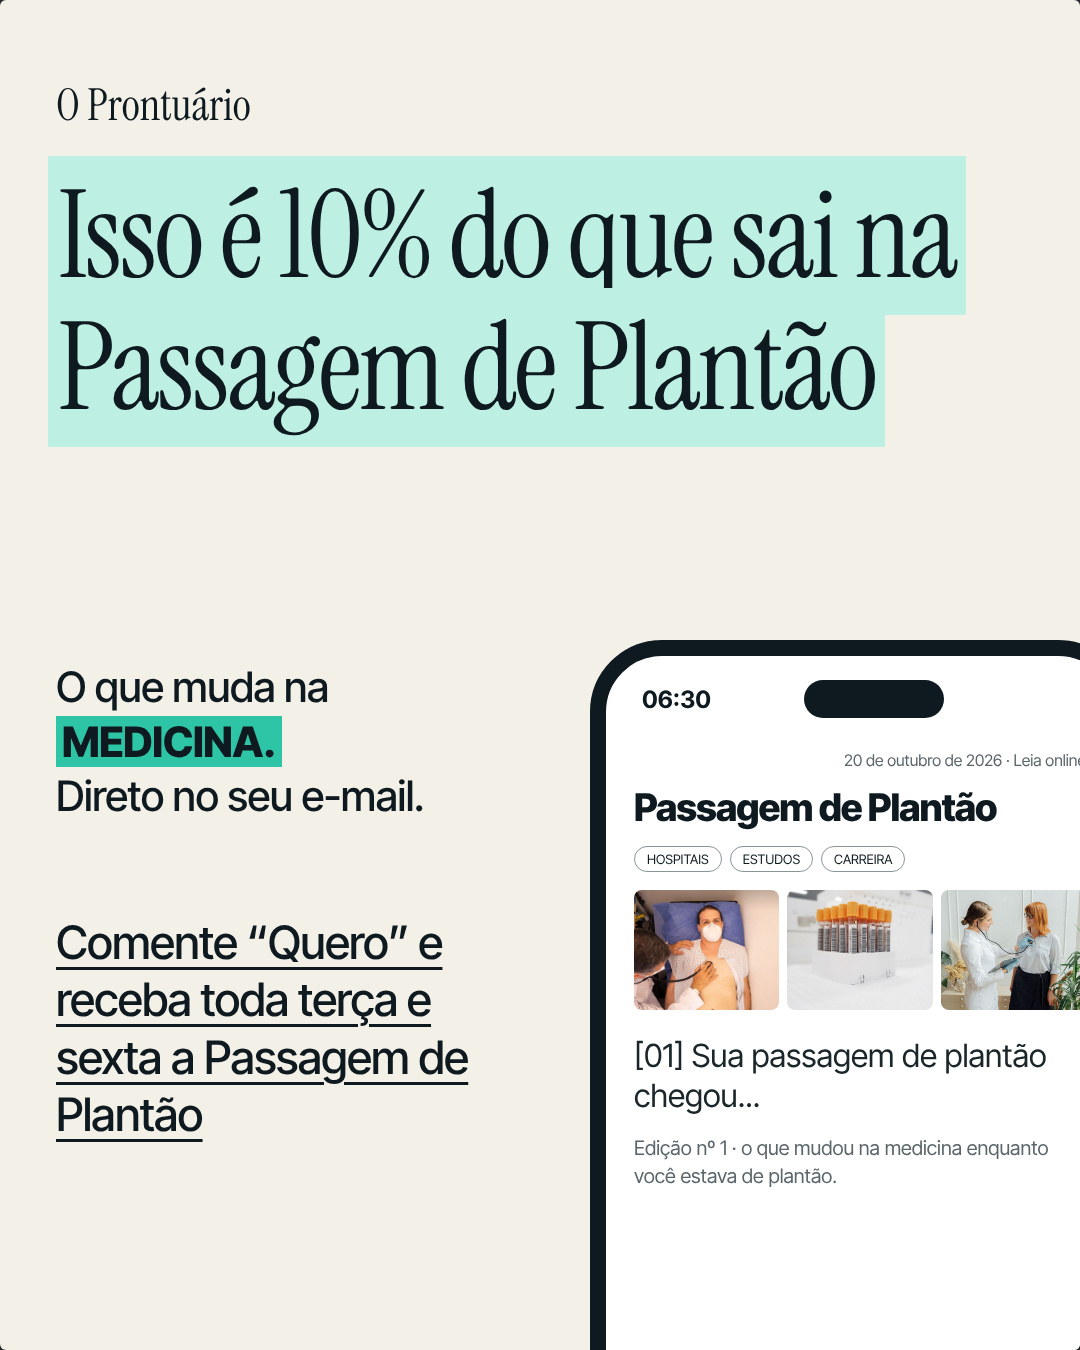 O Prontuário
Isso é 10% do que sai na
Passagem de Plantão
O que muda na
MEDICINA.
Direto no seu e-mail.
Comente “Quero” e
receba toda terça e
sexta a Passagem de
Plantão
06:30
20 de outubro de 2026 · Leia online
Passagem de Plantão
HOSPITAIS ESTUDOS CARREIRA
[01] Sua passagem de plantão
chegou...
Edição nº 1 · o que mudou na medicina enquanto
você estava de plantão.